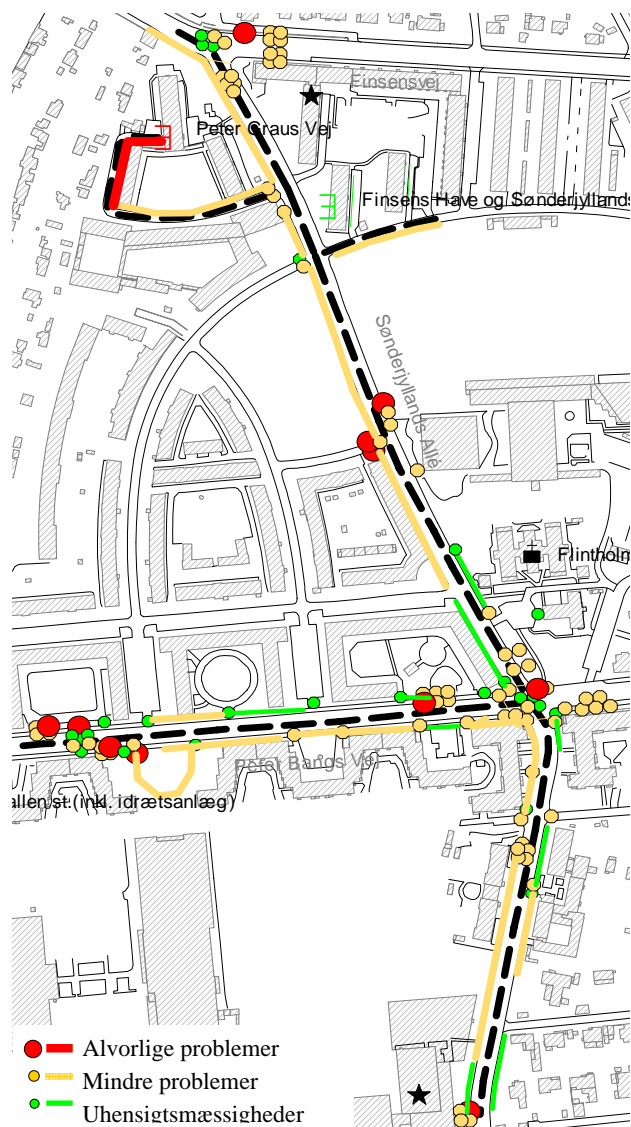 Finsensvej
Peter Graus Vej
Finsens Have og Sønderjyllands
Sønderjyllands Allé
Flintholm
Peter Bangs Vej
allen st.(inkl. idrætsanlæg)
Alvorlige problemer
Mindre problemer
Uhensigtsmæssigheder